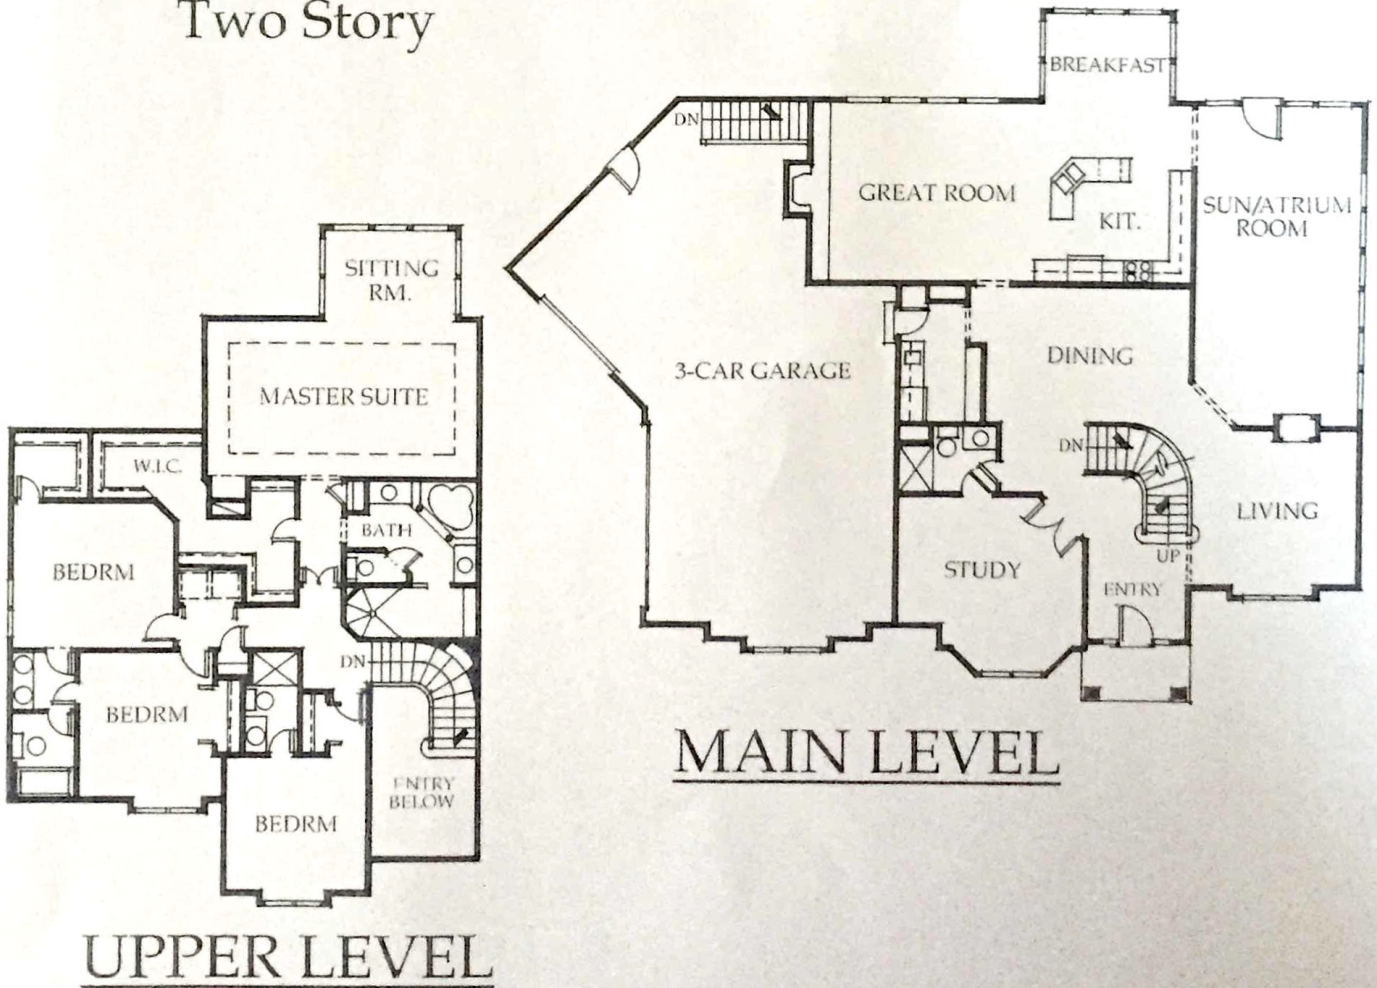 Two Story
SITTING
RM.
MASTER SUITE
W.I.C.
BATH
BEDRM
DN
BEDRM
ENTRY
BELOW
BEDRM
UPPER LEVEL
BREAKFAST
DN
GREAT ROOM
KIT.
SUN/ATRIUM
ROOM
3-CAR GARAGE
DINING
DN
LIVING
UP
STUDY
ENTRY
MAIN LEVEL